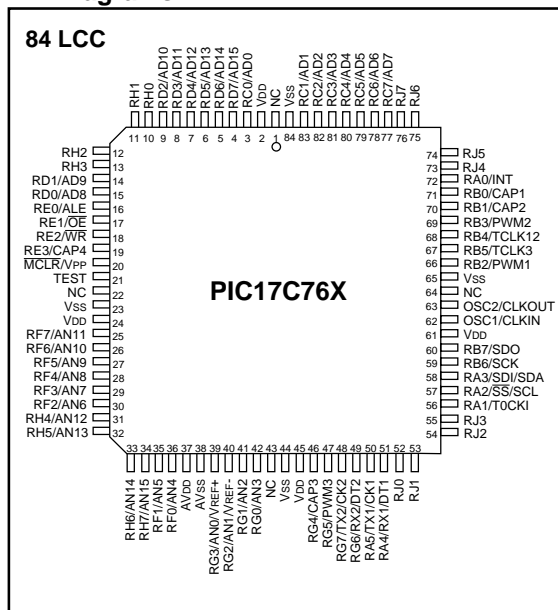 84 LCC
RH1
RH0
RD2/AD10
RD3/AD11
RD4/AD12
RD5/AD13
RD6/AD14
RD7/AD15
RC0/AD0
VDD
NC
VSS
RC1/AD1
RC2/AD2
RC3/AD3
RC4/AD4
RC5/AD5
RC6/AD6
RC7/AD7
RJ7
RJ6
11 10 9 8 7 6 5 4 3 2 1 84 83 82 81 80 79 78 77 76 75
RH2 12
RH3 13
RD1/AD9 14
RD0/AD8 15
RE0/ALE 16
RE1/OE 17
RE2/WR 18
RE3/CAP4 19
MCLR/VPP 20
TEST 21
NC 22
VSS 23
VDD 24
RF7/AN11 25
RF6/AN10 26
RF5/AN9 27
RF4/AN8 28
RF3/AN7 29
RF2/AN6 30
RH4/AN12 31
RH5/AN13 32
PIC17C76X
74 RJ5
73 RJ4
72 RA0/INT
71 RB0/CAP1
70 RB1/CAP2
69 RB3/PWM2
68 RB4/TCLK12
67 RB5/TCLK3
66 RB2/PWM1
65 VSS
64 NC
63 OSC2/CLKOUT
62 OSC1/CLKIN
61 VDD
60 RB7/SDO
59 RB6/SCK
58 RA3/SDI/SDA
57 RA2/SS/SCL
56 RA1/T0CKI
55 RJ3
54 RJ2
33 34 35 36 37 38 39 40 41 42 43 44 45 46 47 48 49 50 51 52 53
RH6/AN14
RH7/AN15
RF1/AN5
RF0/AN4
AVDD
AVSS
RG3/AN0/VREF+
RG2/AN1/VREF-
RG1/AN2
RG0/AN3
NC
VSS
VDD
RG4/CAP3
RG5/PWM3
RG7/TX2/CK2
RG6/RX2/DT2
RA5/TX1/CK1
RA4/RX1/DT1
RJ0
RJ1